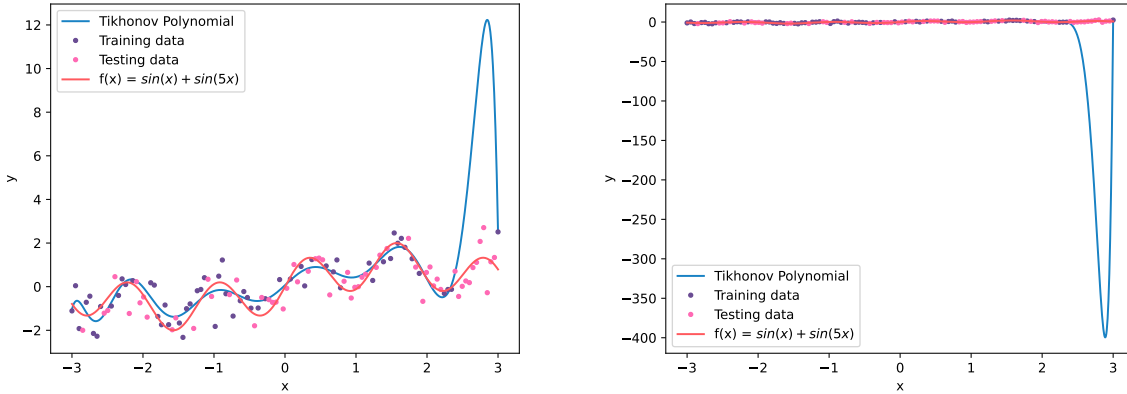 Tikhonov Polynomial
Training data
Testing data
f(x) = sin(x) + sin(5x)
12
10
8
6
4
2
0
−2
y
−3
−2
−1
0
1
2
3
x
0
−50
−100
−150
−200
−250
−300
−350
−400
y
Tikhonov Polynomial
Training data
Testing data
f(x) = sin(x) + sin(5x)
−3
−2
−1
0
1
2
3
x